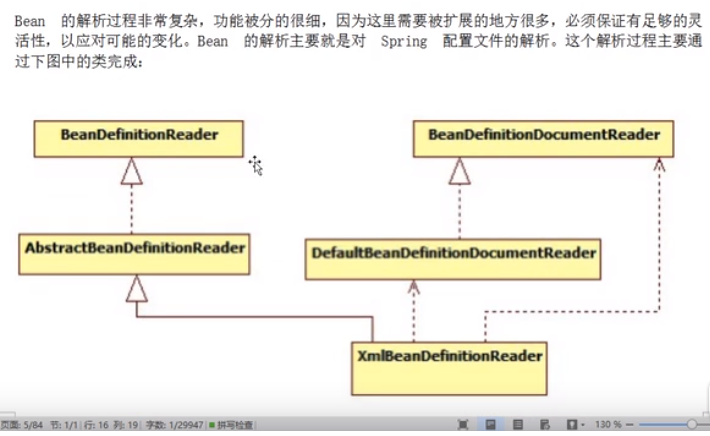 Bean 的解析过程非常复杂，功能被分的很细，因为这里需要被扩展的地方很多，必须保证有足够的灵
活性，以应对可能的变化。Bean 的解析主要就是对 Spring 配置文件的解析。这个解析过程主要通
过下图中的类完成：
BeanDefinitionReader
BeanDefinitionDocumentReader
AbstractBeanDefinitionReader
DefaultBeanDefinitionDocumentReader
XmlBeanDefinitionReader
页面: 5/84 节: 1/1 行: 16 列: 19 字数: 1/29947 拼写检查 130 %